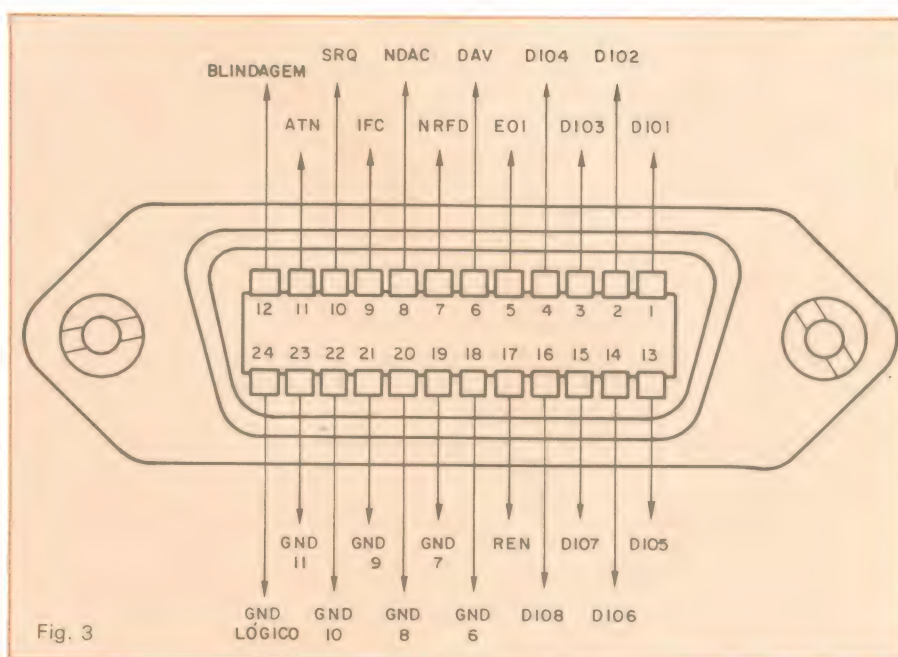 SRQ NDAC DAV DIO4 DIO2
BLINDAGEM
ATN IFC NRFD EOI DIO3 DIO1
12 11 10 9 8 7 6 5 4 3 2 1
24 23 22 21 20 19 18 17 16 15 14 13
GND 11 GND 9 GND 7 REN DIO7 DIO5
GND LÓGICO GND 10 GND 8 GND 6 DIO8 DIO6
Fig. 3